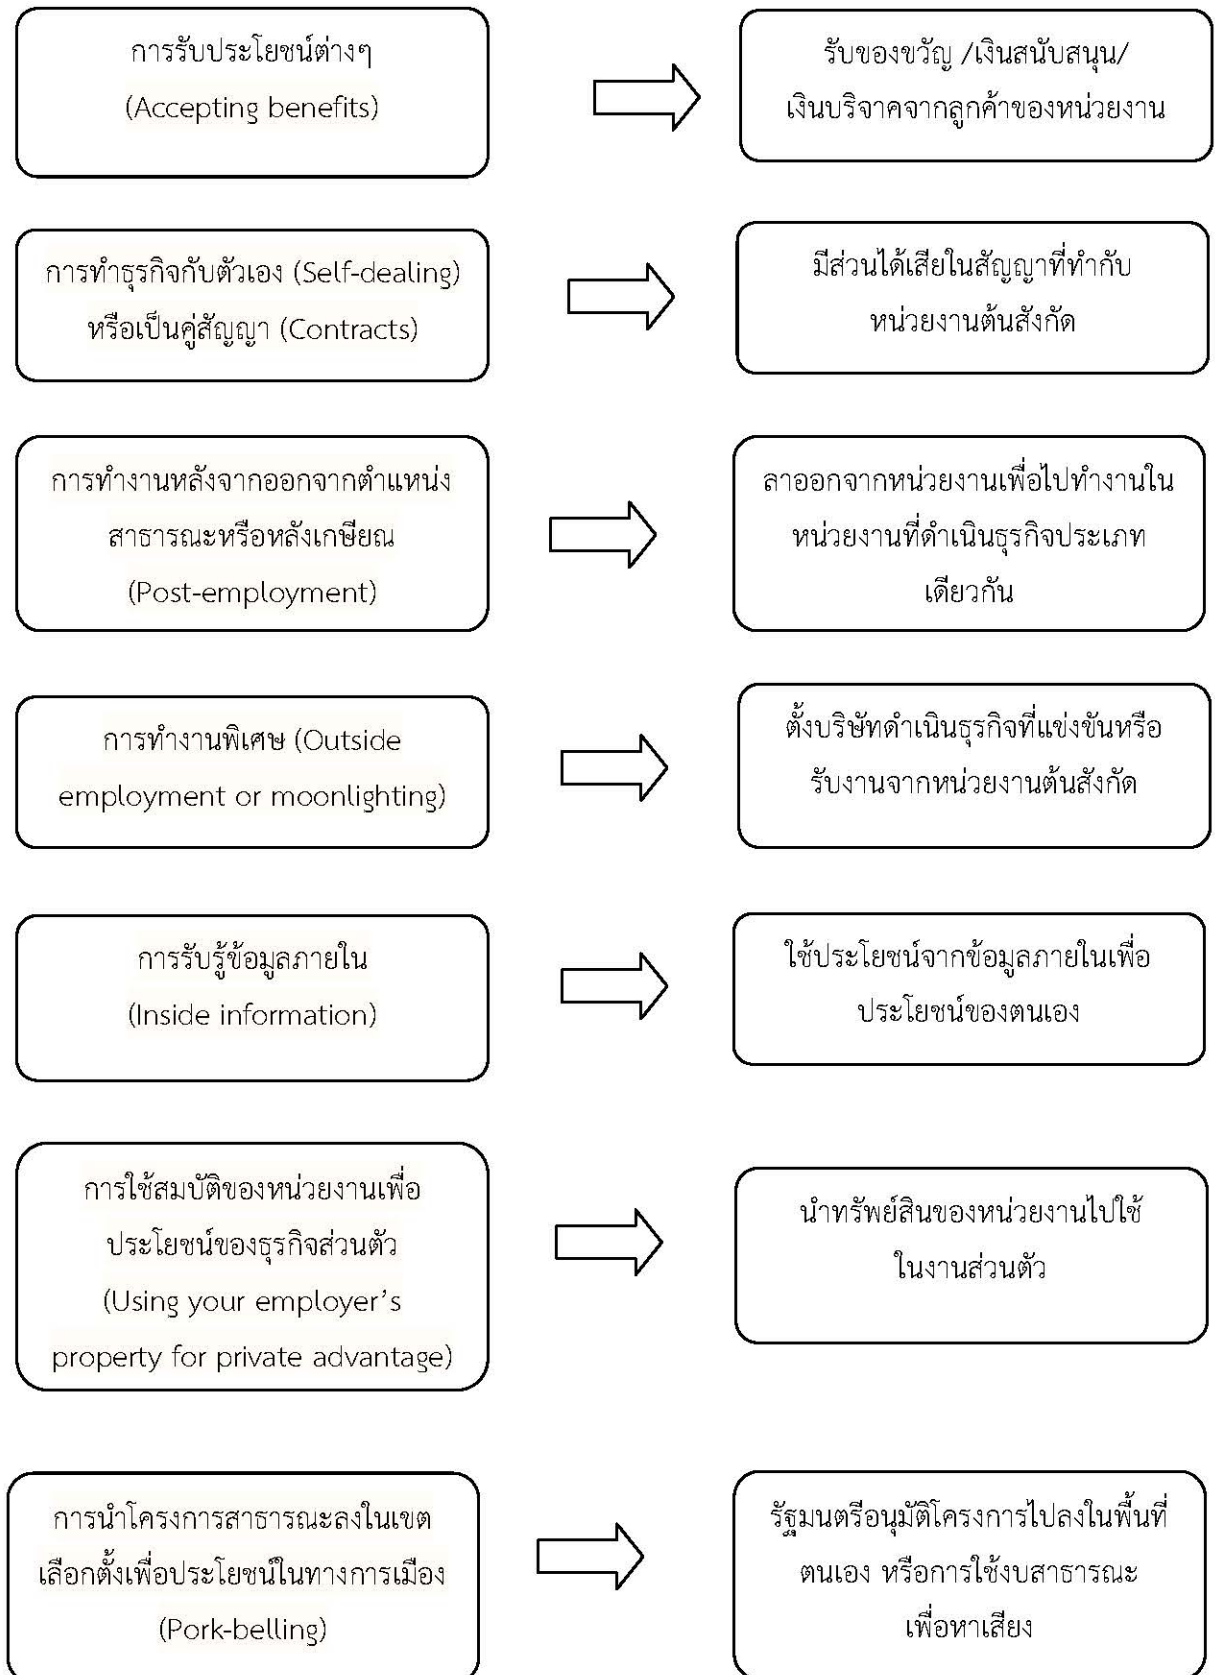 การรับประโยชน์ต่างๆ
(Accepting benefits)
รับของขวัญ /เงินสนับสนุน/
เงินบริจาคจากลูกค้าของหน่วยงาน
การทำธุรกิจกับตัวเอง (Self-dealing)
หรือเป็นคู่สัญญา (Contracts)
มีส่วนได้เสียในสัญญาที่ทำกับ
หน่วยงานต้นสังกัด
การทำงานหลังจากออกจากตำแหน่ง
สาธารณะหรือหลังเกษียณ
(Post-employment)
ลาออกจากหน่วยงานเพื่อไปทำงานใน
หน่วยงานที่ดำเนินธุรกิจประเภท
เดียวกัน
การทำงานพิเศษ (Outside
employment or moonlighting)
ตั้งบริษัทดำเนินธุรกิจที่แข่งขันหรือ
รับงานจากหน่วยงานต้นสังกัด
การรับรู้ข้อมูลภายใน
(Inside information)
ใช้ประโยชน์จากข้อมูลภายในเพื่อ
ประโยชน์ของตนเอง
การใช้สมบัติของหน่วยงานเพื่อ
ประโยชน์ของธุรกิจส่วนตัว
(Using your employer’s
property for private advantage)
นำทรัพย์สินของหน่วยงานไปใช้
ในงานส่วนตัว
การนำโครงการสาธารณะลงในเขต
เลือกตั้งเพื่อประโยชน์ในทางการเมือง
(Pork-belling)
รัฐมนตรีอนุมัติโครงการไปลงในพื้นที่
ตนเอง หรือการใช้งบสาธารณะ
เพื่อหาเสียง